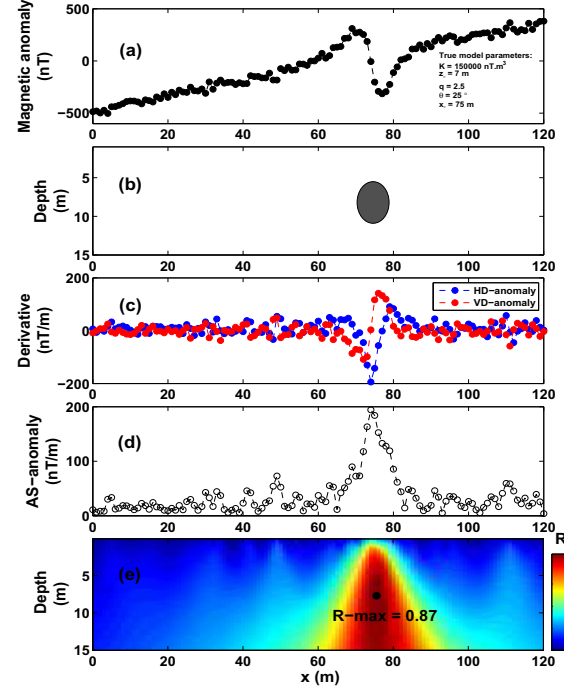 500
0
−500
Magnetic anomaly
(nT)
(a)
True model parameters:
K = 150000 nT.m³
z = 7 m
q = 2.5
θ = 25 °
x = 75 m
0 20 40 60 80 100 120
(b)
5
10
15
Depth
(m)
0 20 40 60 80 100 120
(c)
HD−anomaly
VD−anomaly
200
0
−200
Derivative
(nT/m)
0 20 40 60 80 100 120
(d)
200
100
0
AS−anomaly
(nT/m)
0 20 40 60 80 100 120
R
(e)
5
10
15
Depth
(m)
R−max = 0.87
0 20 40 60 80 100 120
x (m)